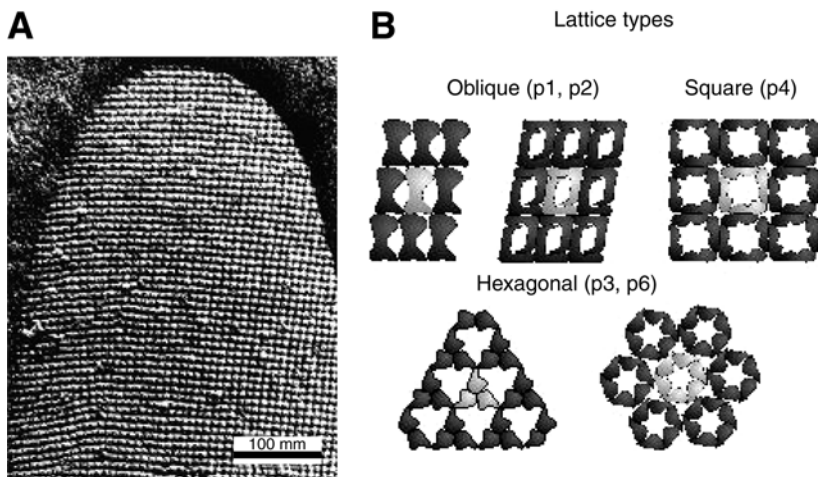 A
100 mm
B
Lattice types
Oblique (p1, p2)
Square (p4)
Hexagonal (p3, p6)